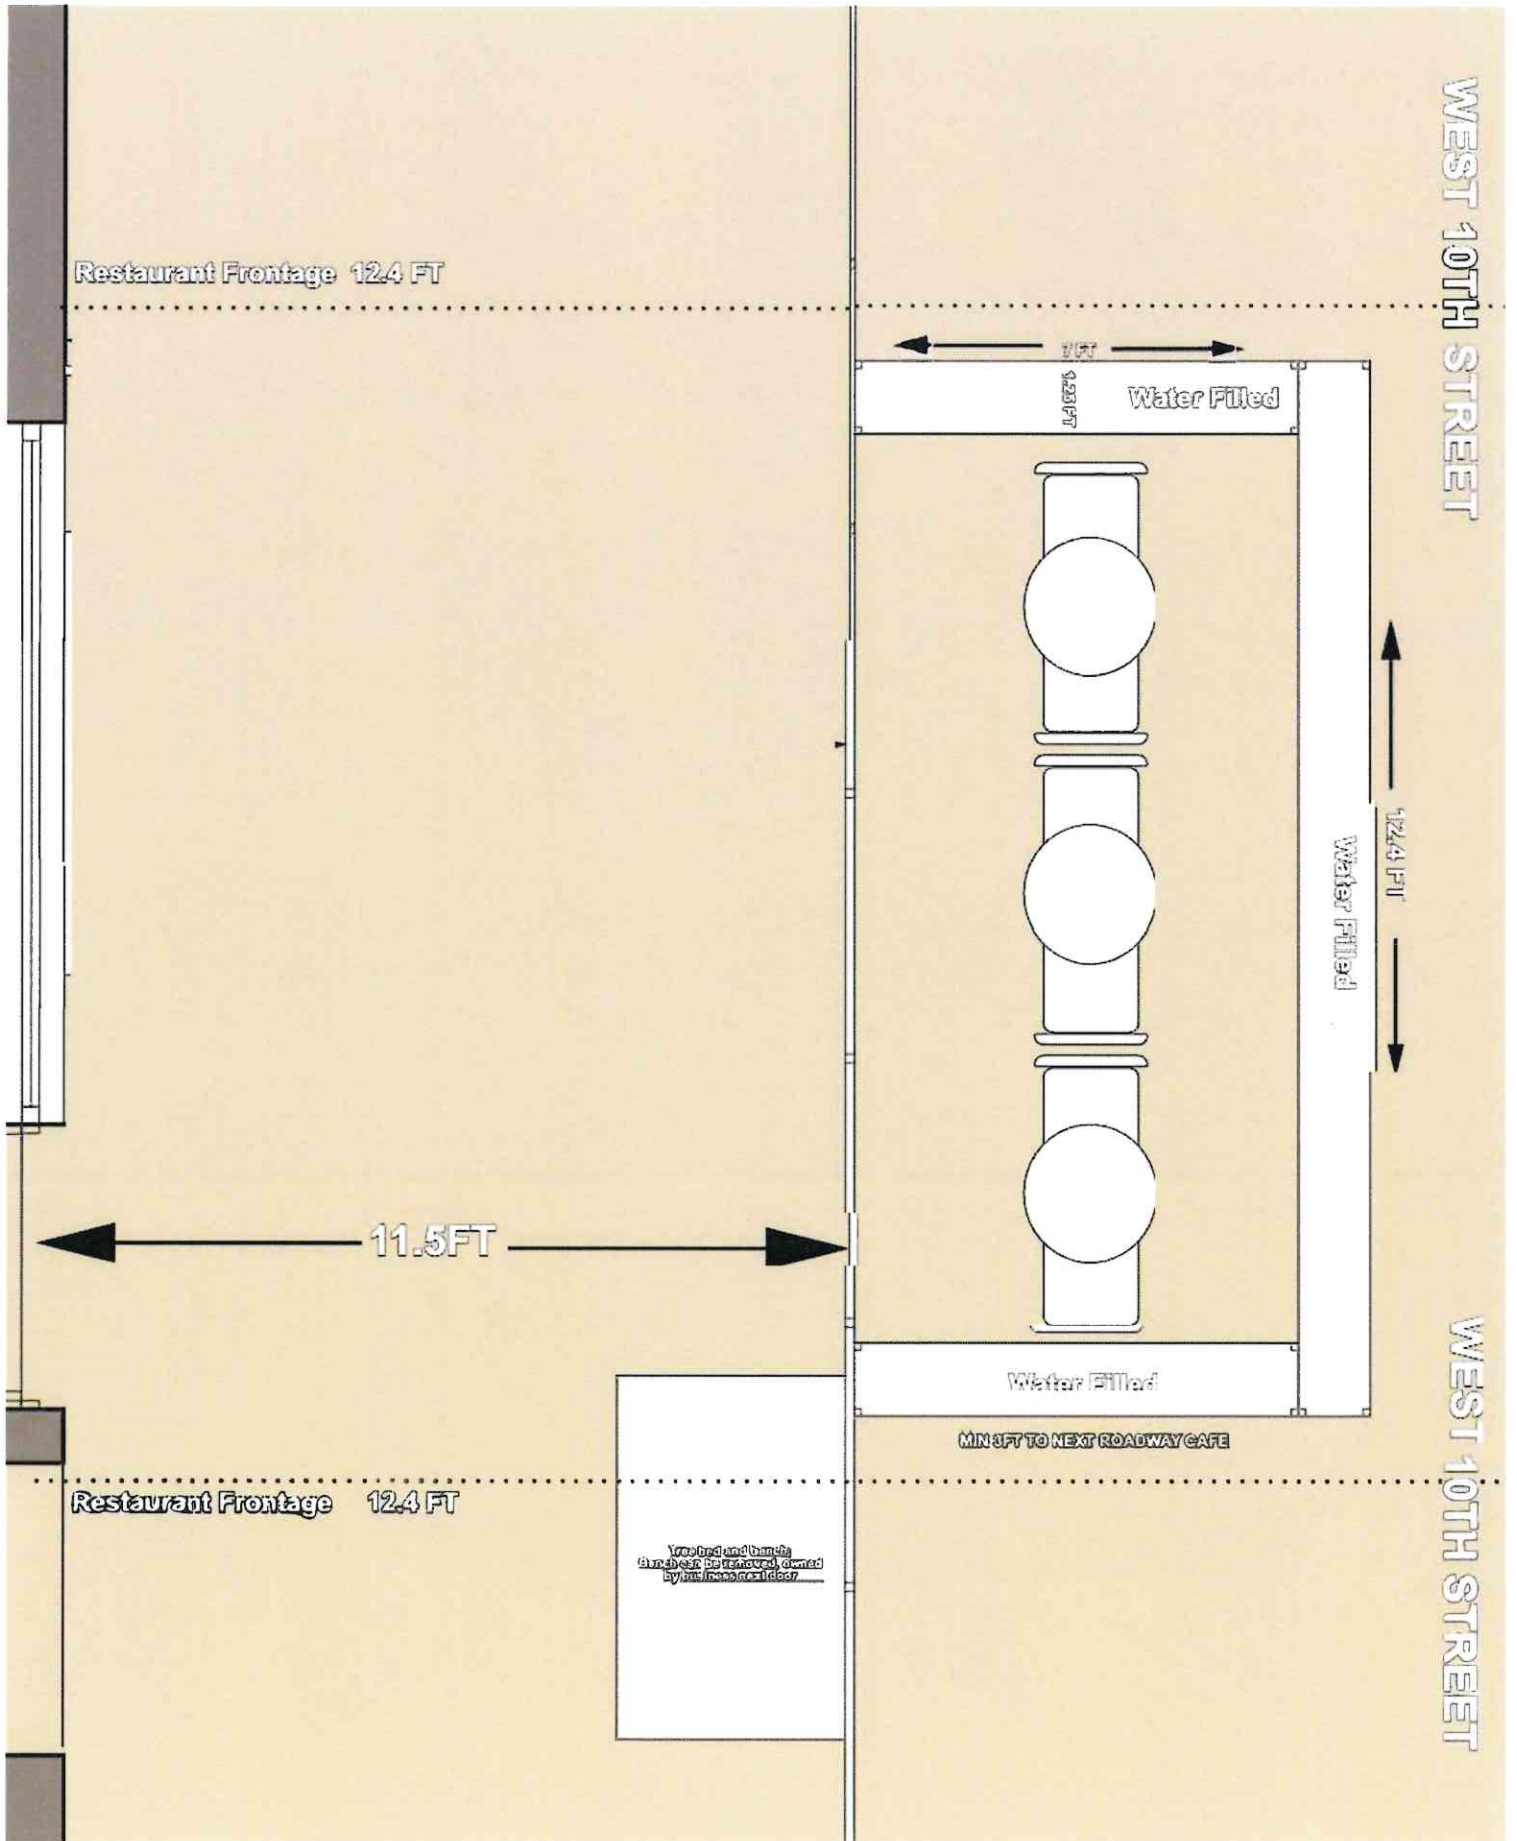 WEST 10TH STREET
Restaurant Frontage 12.4 FT
7 FT
1.25 FT
Water Filled
12.4 FT
Water Filled
11.5FT
Water Filled
MIN 3FT TO NEXT ROADWAY CAFE
WEST 10TH STREET
Restaurant Frontage 12.4 FT
Tree bed and bench;
Bench can be removed, owned
by business next door